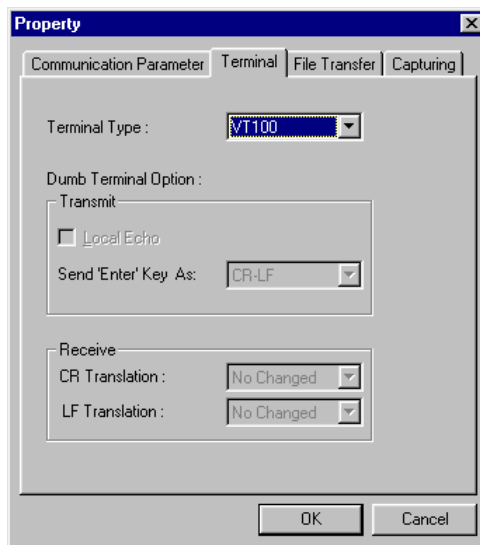 Property
Communication Parameter Terminal File Transfer Capturing
Terminal Type : VT100
Dumb Terminal Option :
Transmit
Local Echo
Send 'Enter' Key As: CR-LF
Receive
CR Translation : No Changed
LF Translation : No Changed
OK Cancel